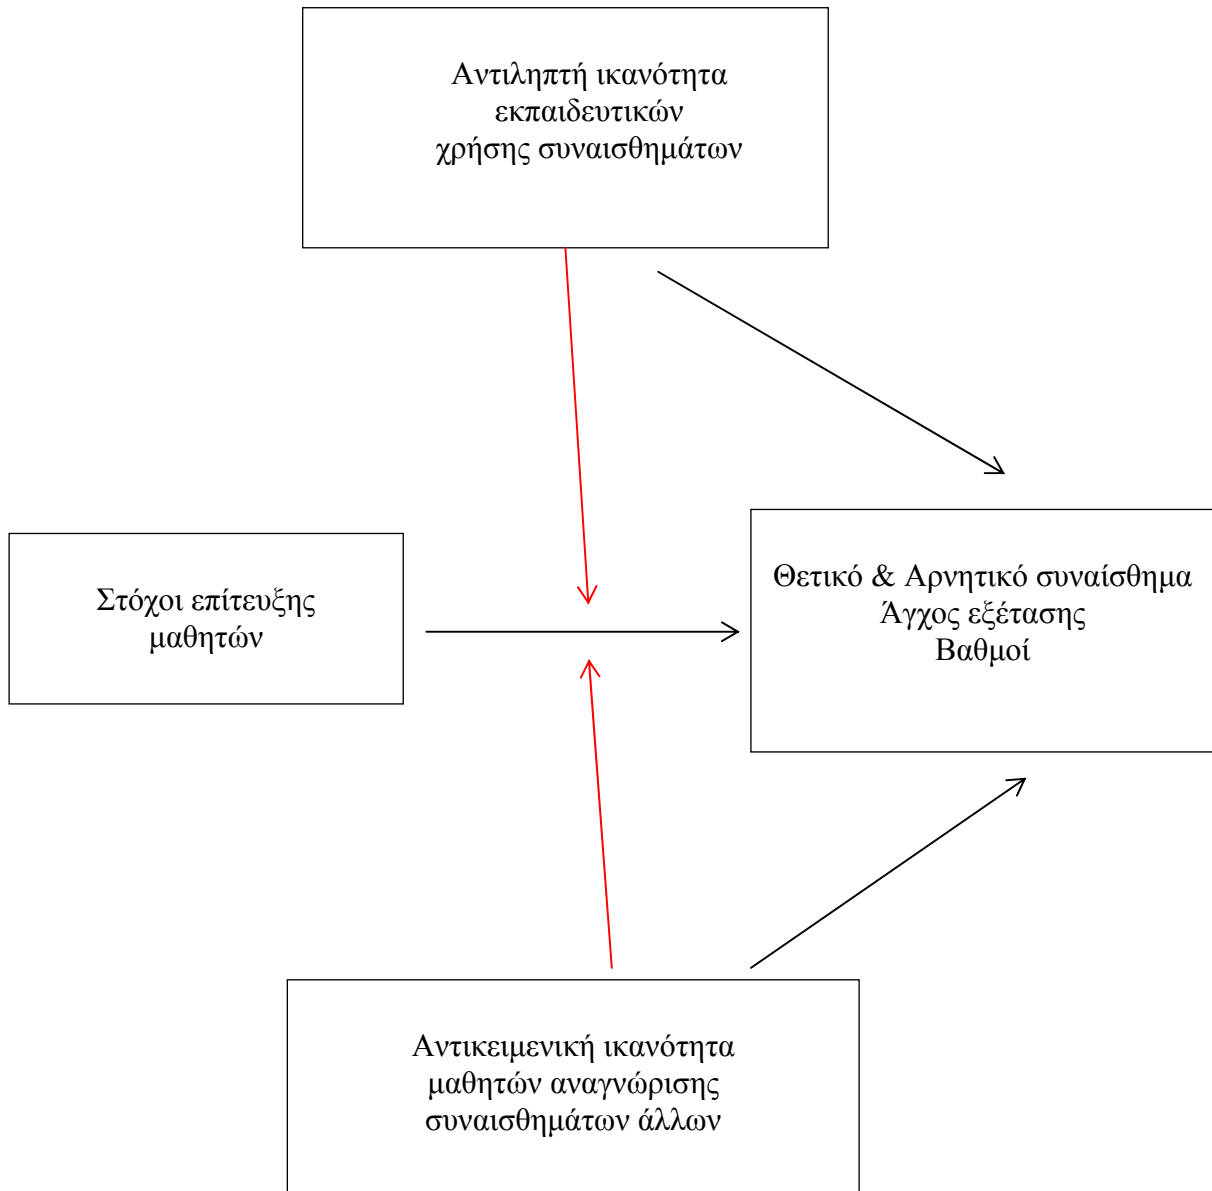 Αντιληπτή ικανότητα
εκπαιδευτικών
χρήσης συναισθημάτων
Στόχοι επίτευξης
μαθητών
Θετικό & Αρνητικό συναίσθημα
Άγχος εξέτασης
Βαθμοί
Αντικειμενική ικανότητα
μαθητών αναγνώρισης
συναισθημάτων άλλων